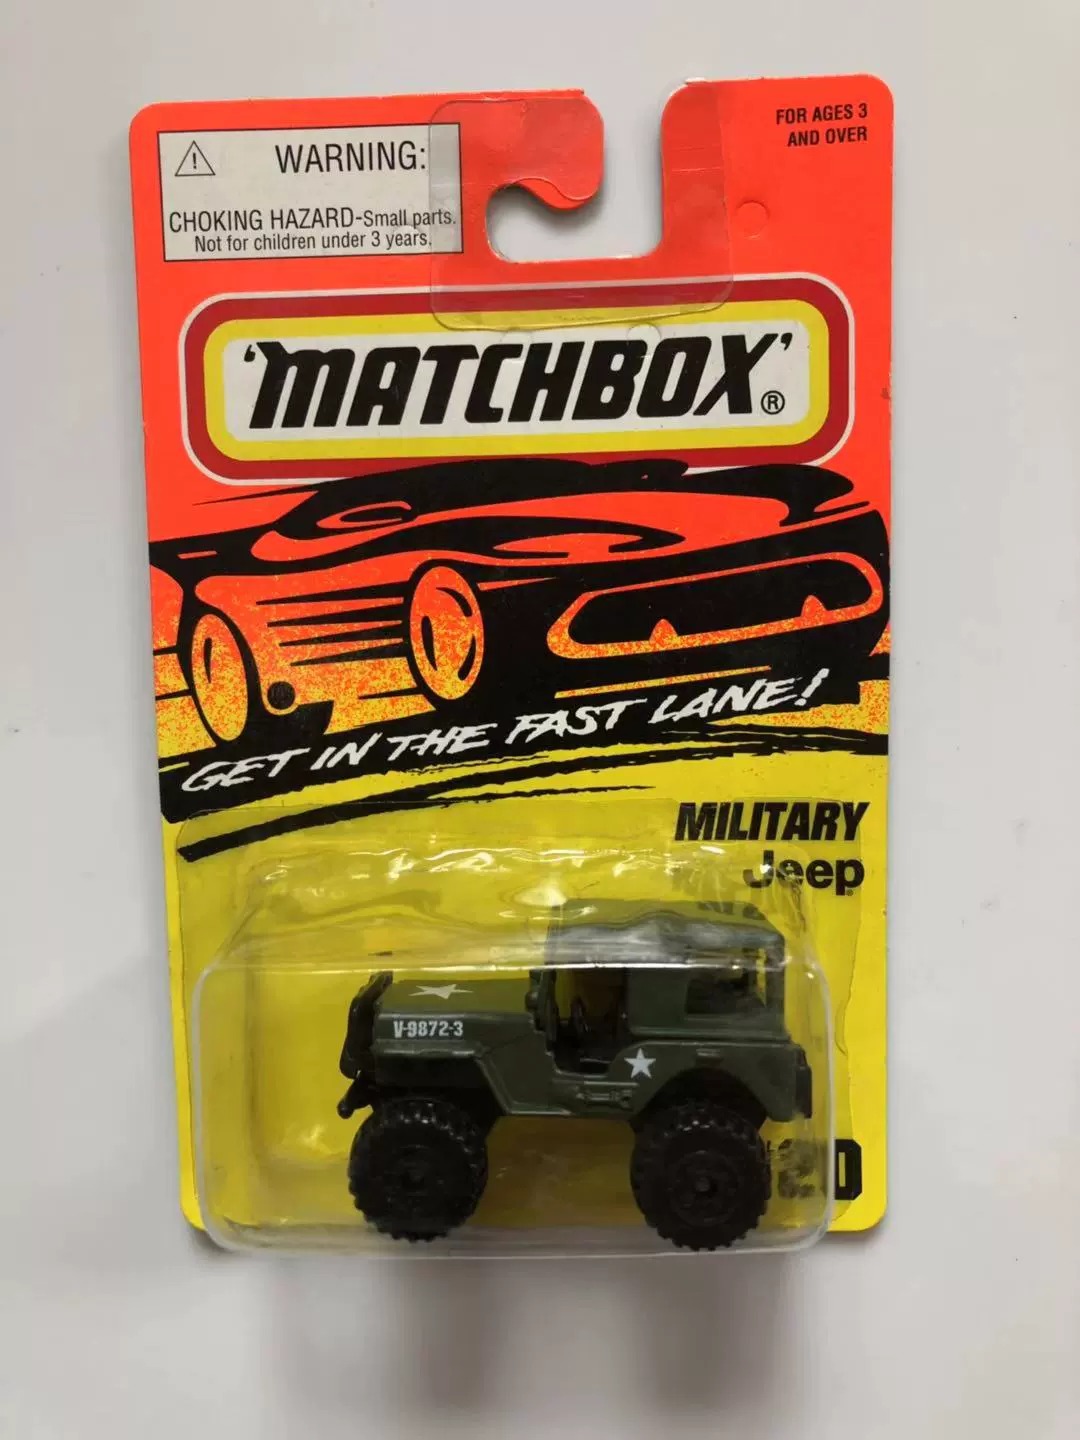 WARNING:
CHOKING HAZARD-Small parts.
Not for children under 3 years.
FOR AGES 3
AND OVER
'MATCHBOX'®
GET IN THE FAST LANE!
MILITARY
Jeep®
V-9872-3